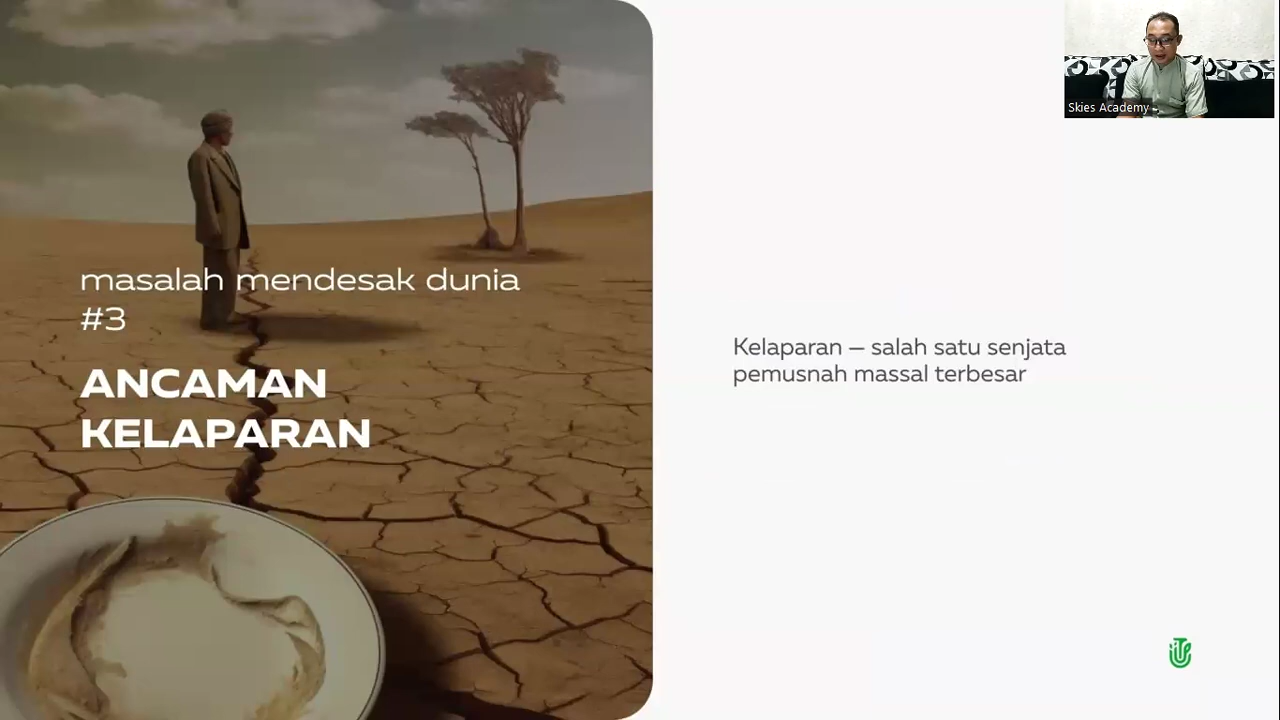 masalah mendesak dunia
#3
ANCAMAN
KELAPARAN
Kelaparan – salah satu senjata
pemusnah massal terbesar
Skies Academy